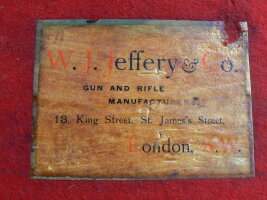 W. J. Jeffery & Co.
GUN AND RIFLE
MANUFACTURERS,
13, King Street, St. James's Street,
London, S.W.